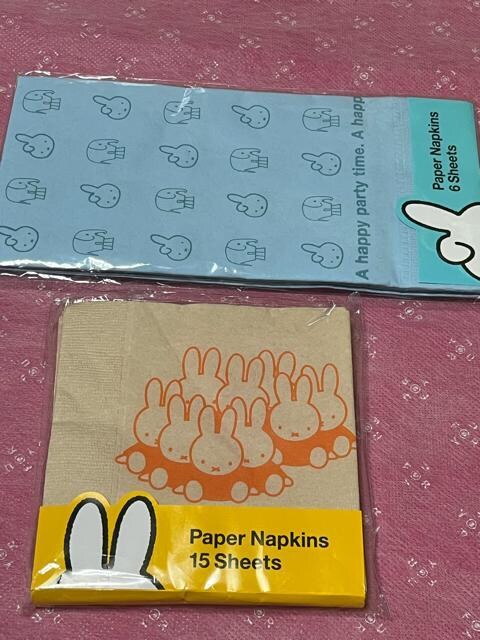 Paper Napkins
6 Sheets
A happy party time. A happ
Paper Napkins
15 Sheets